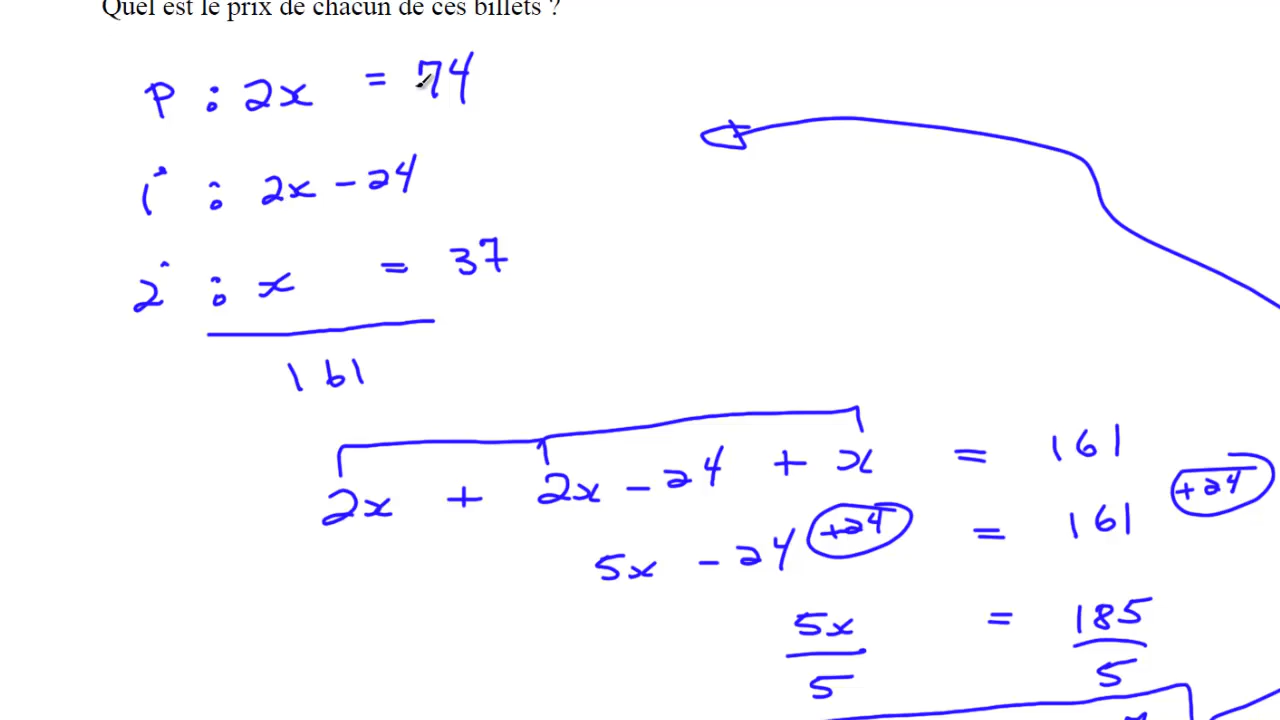 Quel est le prix de chacun de ces billets ?
P : 2x = 74
1° : 2x - 24
2° : x = 37
161
2x + 2x - 24 + x = 161
5x - 24 +24 = 161 +24
5x = 185
5 5